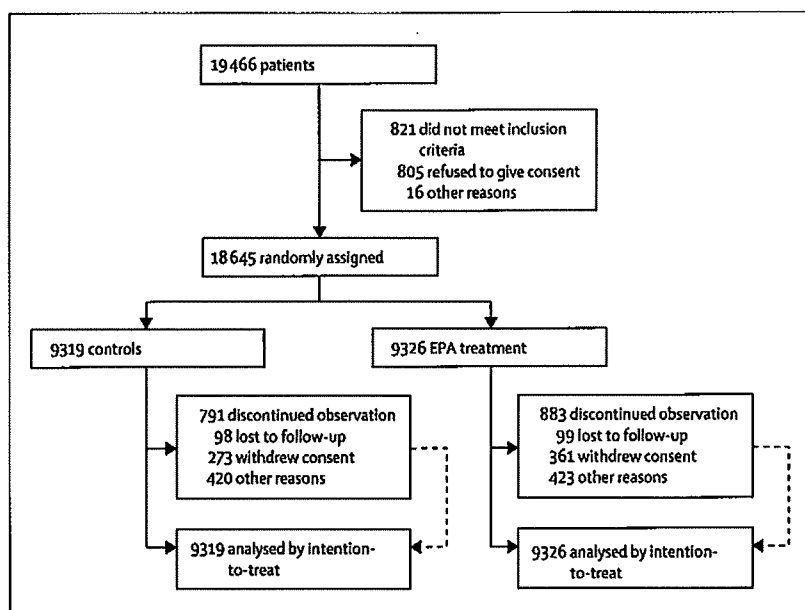 19466 patients
821 did not meet inclusion
criteria
805 refused to give consent
16 other reasons
18645 randomly assigned
9319 controls
9326 EPA treatment
791 discontinued observation
98 lost to follow-up
273 withdrew consent
420 other reasons
883 discontinued observation
99 lost to follow-up
361 withdrew consent
423 other reasons
9319 analysed by intention-
to-treat
9326 analysed by intention-
to-treat